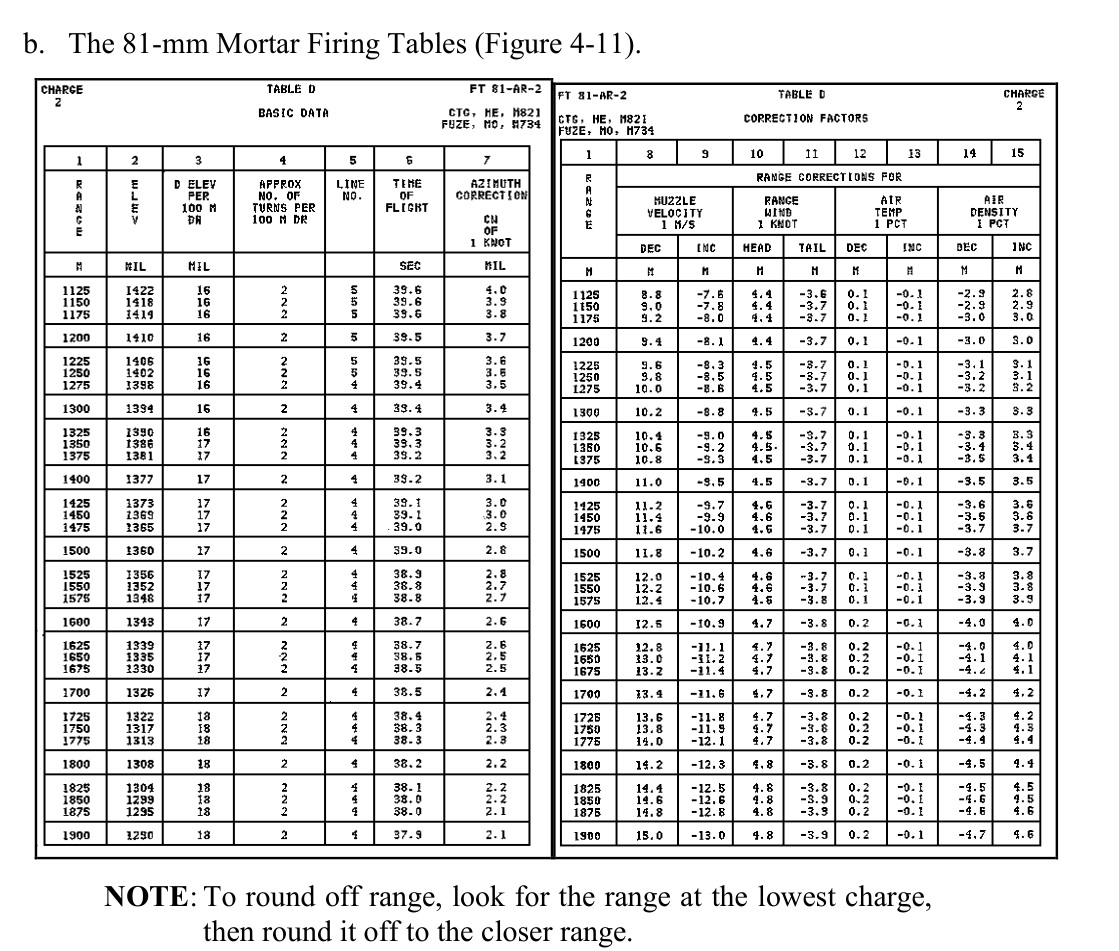 b. The 81-mm Mortar Firing Tables (Figure 4-11).
CHARGE TABLE D FT 81-AR-2
2
BASIC DATA CTG, HE, M821
FUZE, MO, M734
1 2 3 4 5 6 7
RANGE ELEV D ELEV PER 100 M DR APPROX NO. OF TURNS PER 100 M DR LINE NO. TIME OF FLIGHT AZIMUTH CORRECTION
CW OF 1 KNOT
M MIL MIL SEC MIL
1125 1422 16 2 5 39.6 4.0
1150 1418 16 2 5 39.6 3.9
1175 1414 16 2 5 39.6 3.8
1200 1410 16 2 5 39.5 3.7
1225 1406 16 2 5 39.5 3.6
1250 1402 16 2 5 39.5 3.6
1275 1398 16 2 4 39.4 3.5
1300 1394 16 2 4 39.4 3.4
1325 1390 16 2 4 39.3 3.3
1350 1386 17 2 4 39.3 3.2
1375 1381 17 2 4 39.2 3.2
1400 1377 17 2 4 39.2 3.1
1425 1373 17 2 4 39.1 3.0
1450 1369 17 2 4 39.1 3.0
1475 1365 17 2 4 39.0 2.9
1500 1360 17 2 4 39.0 2.8
1525 1356 17 2 4 38.9 2.8
1550 1352 17 2 4 38.8 2.7
1575 1348 17 2 4 38.8 2.7
1600 1343 17 2 4 38.7 2.6
1625 1339 17 2 4 38.7 2.6
1650 1335 17 2 4 38.6 2.5
1675 1330 17 2 4 38.5 2.5
1700 1326 17 2 4 38.5 2.4
1725 1322 18 2 4 38.4 2.4
1750 1317 18 2 4 38.3 2.3
1775 1313 18 2 4 38.3 2.3
1800 1308 18 2 4 38.2 2.2
1825 1304 18 2 4 38.1 2.2
1850 1299 18 2 4 38.0 2.2
1875 1295 18 2 4 38.0 2.1
1900 1290 18 2 4 37.9 2.1
FT 81-AR-2 TABLE D CHARGE
2
CTG, HE, M821 CORRECTION FACTORS
FUZE, MO, M734
1 8 9 10 11 12 13 14 15
RANGE RANGE CORRECTIONS FOR
MUZZLE VELOCITY 1 M/S RANGE WIND 1 KNOT AIR TEMP 1 PCT AIR DENSITY 1 PCT
DEC INC HEAD TAIL DEC INC DEC INC
M M M M M M M M M
1125 8.8 -7.6 4.4 -3.6 0.1 -0.1 -2.9 2.8
1150 9.0 -7.8 4.4 -3.7 0.1 -0.1 -2.9 2.9
1175 9.2 -8.0 4.4 -3.7 0.1 -0.1 -3.0 3.0
1200 9.4 -8.1 4.4 -3.7 0.1 -0.1 -3.0 3.0
1225 9.6 -8.3 4.5 -3.7 0.1 -0.1 -3.1 3.1
1250 9.8 -8.5 4.5 -3.7 0.1 -0.1 -3.2 3.1
1275 10.0 -8.6 4.5 -3.7 0.1 -0.1 -3.2 3.2
1300 10.2 -8.8 4.5 -3.7 0.1 -0.1 -3.3 3.3
1325 10.4 -9.0 4.5 -3.7 0.1 -0.1 -3.3 3.3
1350 10.6 -9.2 4.5 -3.7 0.1 -0.1 -3.4 3.4
1375 10.8 -9.3 4.5 -3.7 0.1 -0.1 -3.5 3.4
1400 11.0 -9.5 4.5 -3.7 0.1 -0.1 -3.5 3.5
1425 11.2 -9.7 4.6 -3.7 0.1 -0.1 -3.6 3.6
1450 11.4 -9.9 4.6 -3.7 0.1 -0.1 -3.6 3.6
1475 11.6 -10.0 4.6 -3.7 0.1 -0.1 -3.7 3.7
1500 11.8 -10.2 4.6 -3.7 0.1 -0.1 -3.8 3.7
1525 12.0 -10.4 4.6 -3.7 0.1 -0.1 -3.8 3.8
1550 12.2 -10.6 4.6 -3.7 0.1 -0.1 -3.9 3.8
1575 12.4 -10.7 4.6 -3.8 0.1 -0.1 -3.9 3.9
1600 12.6 -10.9 4.7 -3.8 0.2 -0.1 -4.0 4.0
1625 12.8 -11.1 4.7 -3.8 0.2 -0.1 -4.0 4.0
1650 13.0 -11.2 4.7 -3.8 0.2 -0.1 -4.1 4.1
1675 13.2 -11.4 4.7 -3.8 0.2 -0.1 -4.2 4.1
1700 13.4 -11.6 4.7 -3.8 0.2 -0.1 -4.2 4.2
1725 13.6 -11.8 4.7 -3.8 0.2 -0.1 -4.3 4.2
1750 13.8 -11.9 4.7 -3.8 0.2 -0.1 -4.3 4.3
1775 14.0 -12.1 4.7 -3.8 0.2 -0.1 -4.4 4.4
1800 14.2 -12.3 4.8 -3.8 0.2 -0.1 -4.5 4.4
1825 14.4 -12.5 4.8 -3.8 0.2 -0.1 -4.5 4.5
1850 14.6 -12.6 4.8 -3.9 0.2 -0.1 -4.6 4.5
1875 14.8 -12.8 4.8 -3.9 0.2 -0.1 -4.6 4.6
1900 15.0 -13.0 4.8 -3.9 0.2 -0.1 -4.7 4.6
NOTE: To round off range, look for the range at the lowest charge,
then round it off to the closer range.